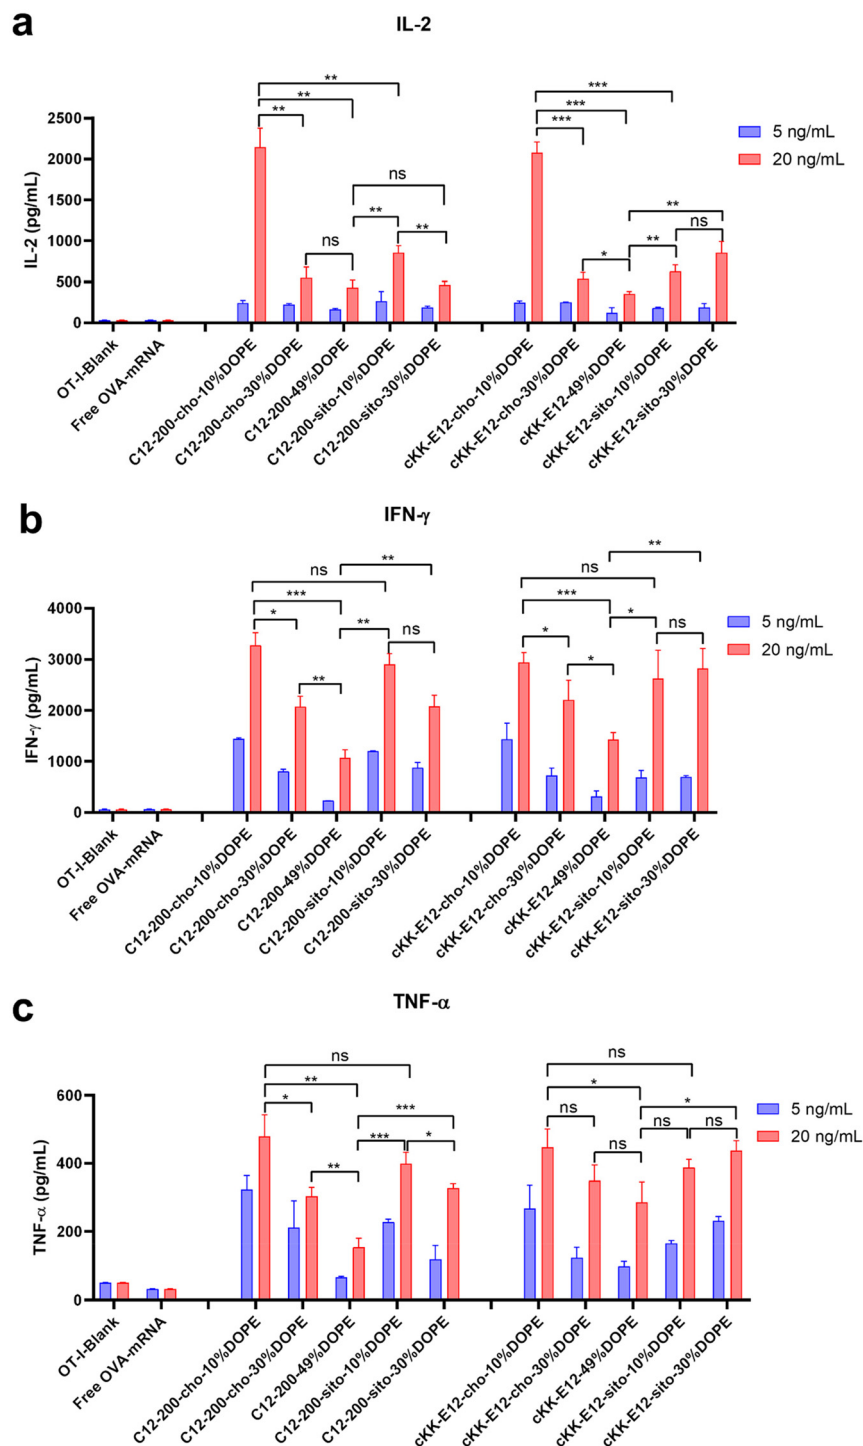 a
IL-2
** ***
** ***
** ***
ns **
** ** ns
ns * **
2500
2000
1500
1000
500
0
IL-2 (pg/mL)
5 ng/mL
20 ng/mL
OT-I-Blank
Free OVA-mRNA
C12-200-cho-10%DOPE
C12-200-cho-30%DOPE
C12-200-49%DOPE
C12-200-sito-10%DOPE
C12-200-sito-30%DOPE
cKK-E12-cho-10%DOPE
cKK-E12-cho-30%DOPE
cKK-E12-49%DOPE
cKK-E12-sito-10%DOPE
cKK-E12-sito-30%DOPE
b
IFN-γ
** **
ns ns
*** ***
* ** ns * * ns
** *
4000
3000
2000
1000
0
IFN-γ (pg/mL)
5 ng/mL
20 ng/mL
OT-I-Blank
Free OVA-mRNA
C12-200-cho-10%DOPE
C12-200-cho-30%DOPE
C12-200-49%DOPE
C12-200-sito-10%DOPE
C12-200-sito-30%DOPE
cKK-E12-cho-10%DOPE
cKK-E12-cho-30%DOPE
cKK-E12-49%DOPE
cKK-E12-sito-10%DOPE
cKK-E12-sito-30%DOPE
c
TNF-α
ns ns
** *
* *** ns *
*** * ns ns
** ns
600
400
200
0
TNF-α (pg/mL)
5 ng/mL
20 ng/mL
OT-I-Blank
Free OVA-mRNA
C12-200-cho-10%DOPE
C12-200-cho-30%DOPE
C12-200-49%DOPE
C12-200-sito-10%DOPE
C12-200-sito-30%DOPE
cKK-E12-cho-10%DOPE
cKK-E12-cho-30%DOPE
cKK-E12-49%DOPE
cKK-E12-sito-10%DOPE
cKK-E12-sito-30%DOPE